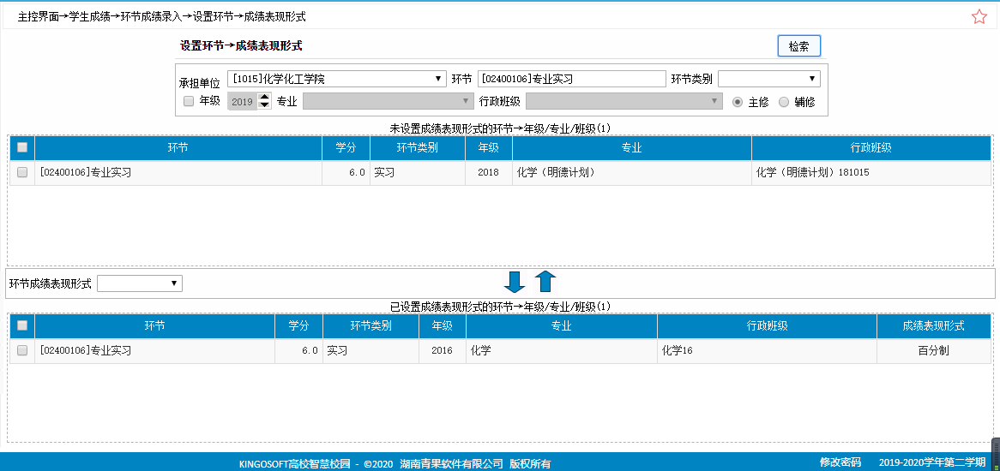 主控界面→学生成绩→环节成绩录入→设置环节→成绩表现形式
设置环节→成绩表现形式 检索
承担单位 [1015]化学化工学院 环节 [02400106]专业实习 环节类别
年级 2019 专业 行政班级 主修 辅修
未设置成绩表现形式的环节→年级/专业/班级(1)
环节 学分 环节类别 年级 专业 行政班级
[02400106]专业实习 6.0 实习 2018 化学（明德计划） 化学（明德计划）181015
环节成绩表现形式
已设置成绩表现形式的环节→年级/专业/班级(1)
环节 学分 环节类别 年级 专业 行政班级 成绩表现形式
[02400106]专业实习 6.0 实习 2016 化学 化学16 百分制
KINGOSOFT高校智慧校园 - ©2020 湖南青果软件有限公司 版权所有 修改密码 2019-2020学年第二学期